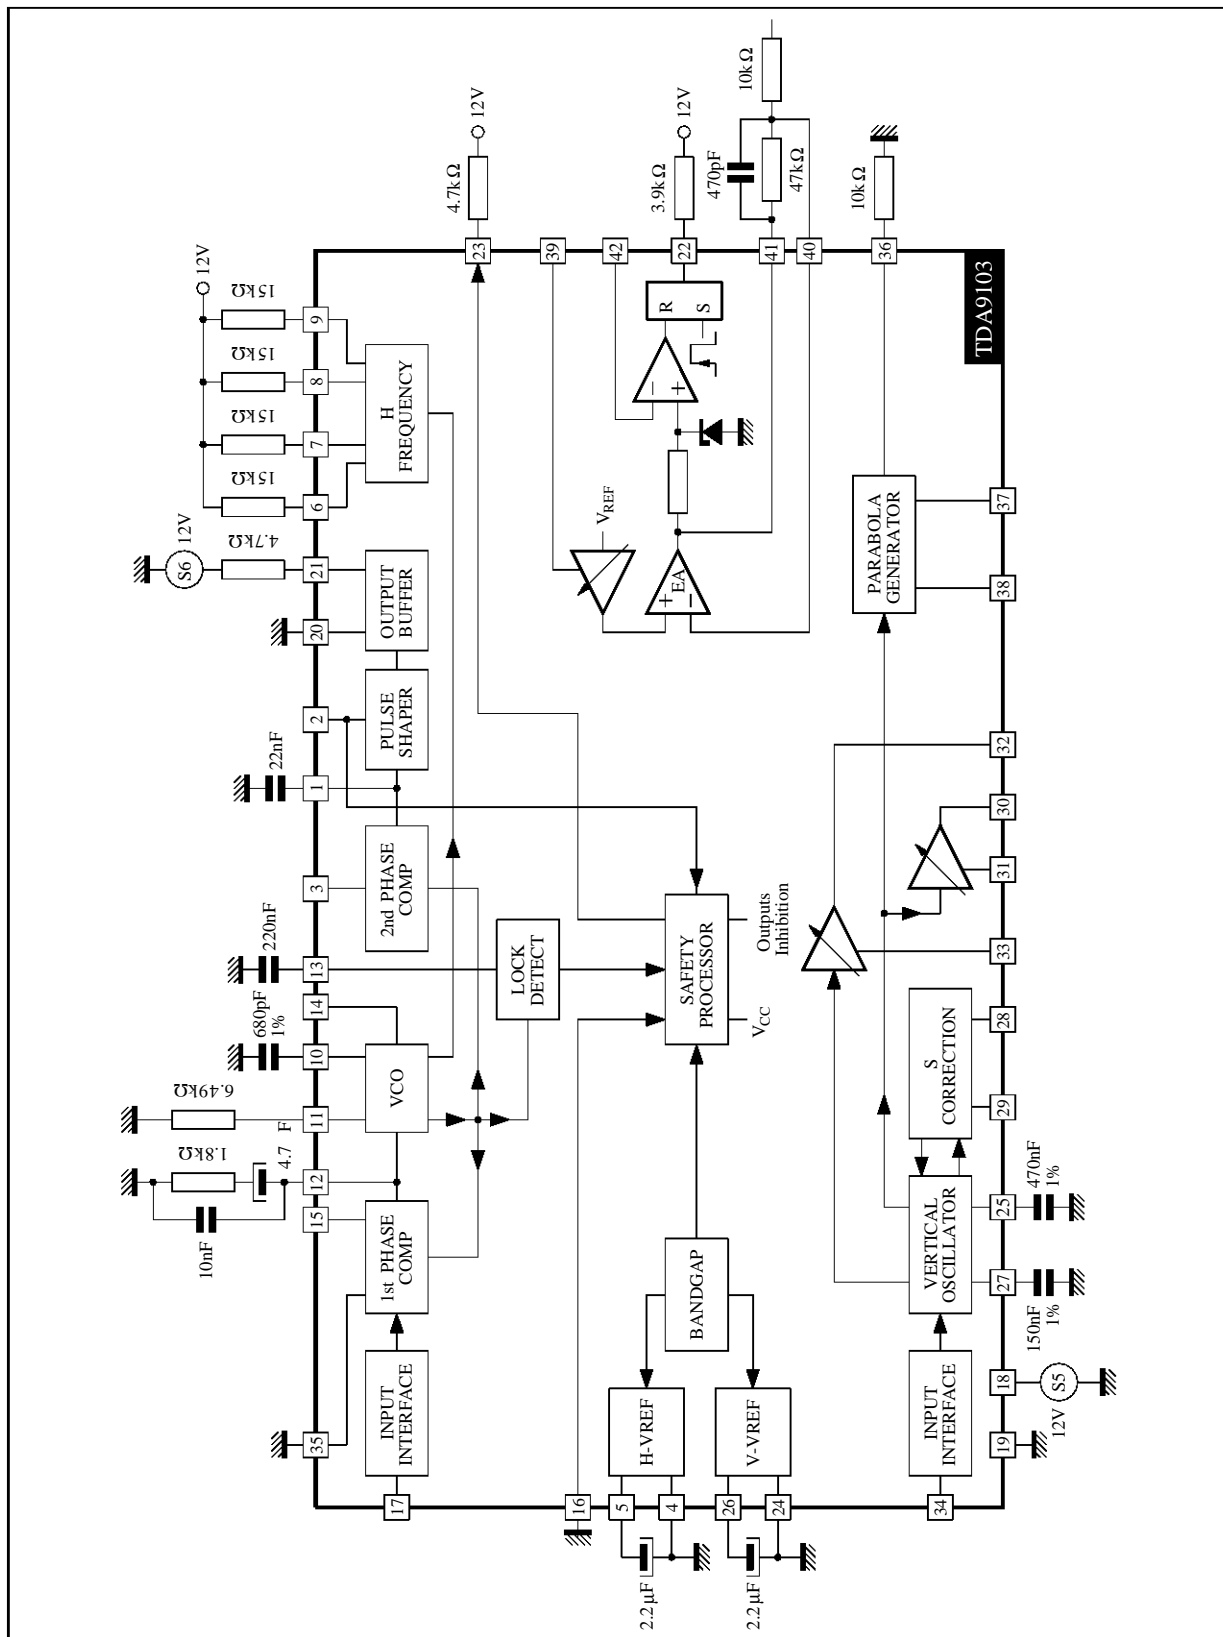 12V
15kΩ
15kΩ
15kΩ
15kΩ
9
8
7
6
H
FREQUENCY
12V
S6
4.7kΩ
21
20
OUTPUT
BUFFER
2
PULSE
SHAPER
22nF
1
3
2nd PHASE
COMP
220nF
13
14
680pF
1%
10
VCO
6.49kΩ
11
1.8kΩ
4.7 F
12
15
10nF
1st PHASE
COMP
35
INPUT
INTERFACE
17
LOCK
DETECT
16
12V
4.7kΩ
23
39
42
12V
3.9kΩ
22
R
S
VREF
EA
+
−
−
+
10kΩ
470pF
47kΩ
41
40
10kΩ
36
TDA9103
SAFETY
PROCESSOR
Outputs
Inhibition
VCC
BANDGAP
H-VREF
V-VREF
5
4
26
24
2.2µF
2.2µF
PARABOLA
GENERATOR
37
38
32
30
31
33
S
CORRECTION
28
29
VERTICAL
OSCILLATOR
25
470nF
1%
27
150nF
1%
INPUT
INTERFACE
34
18
S5
12V
19